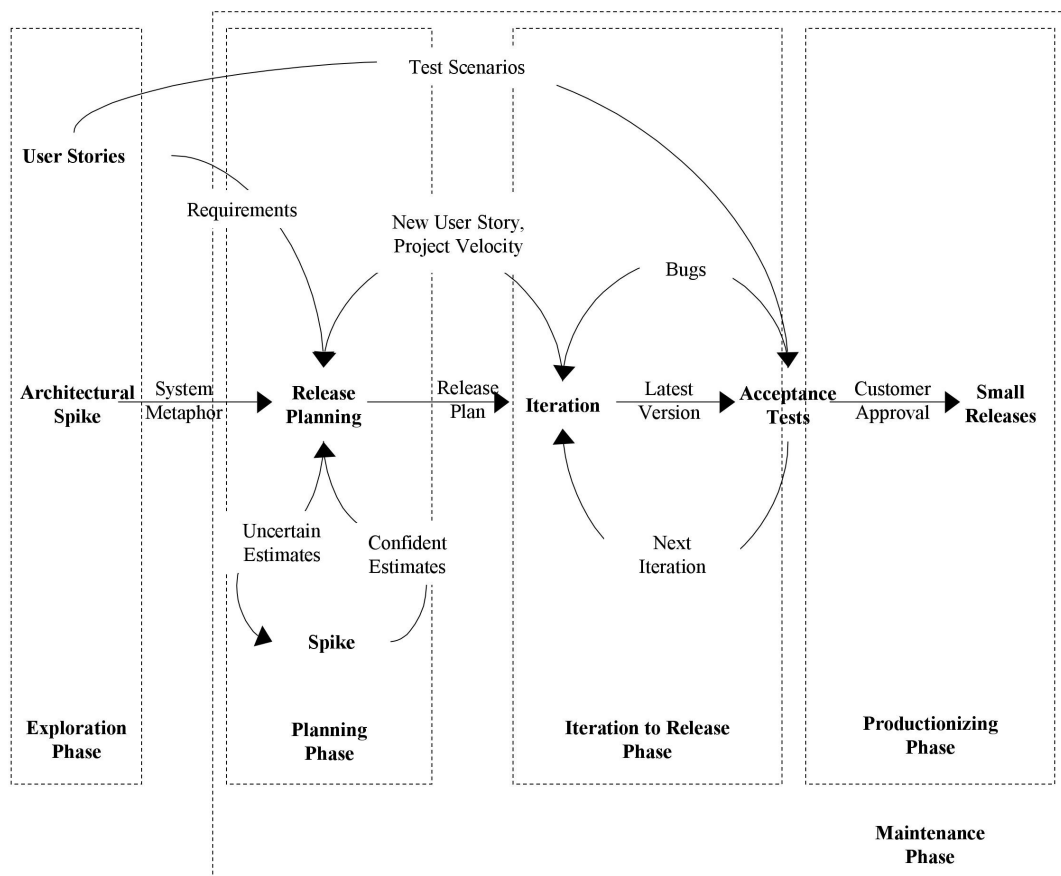 Test Scenarios
User Stories
Requirements
New User Story,
Project Velocity
Bugs
Architectural
Spike
System
Metaphor
Release
Planning
Release
Plan
Iteration
Latest
Version
Acceptance
Tests
Customer
Approval
Small
Releases
Uncertain
Estimates
Confident
Estimates
Next
Iteration
Spike
Exploration
Phase
Planning
Phase
Iteration to Release
Phase
Productionizing
Phase
Maintenance
Phase